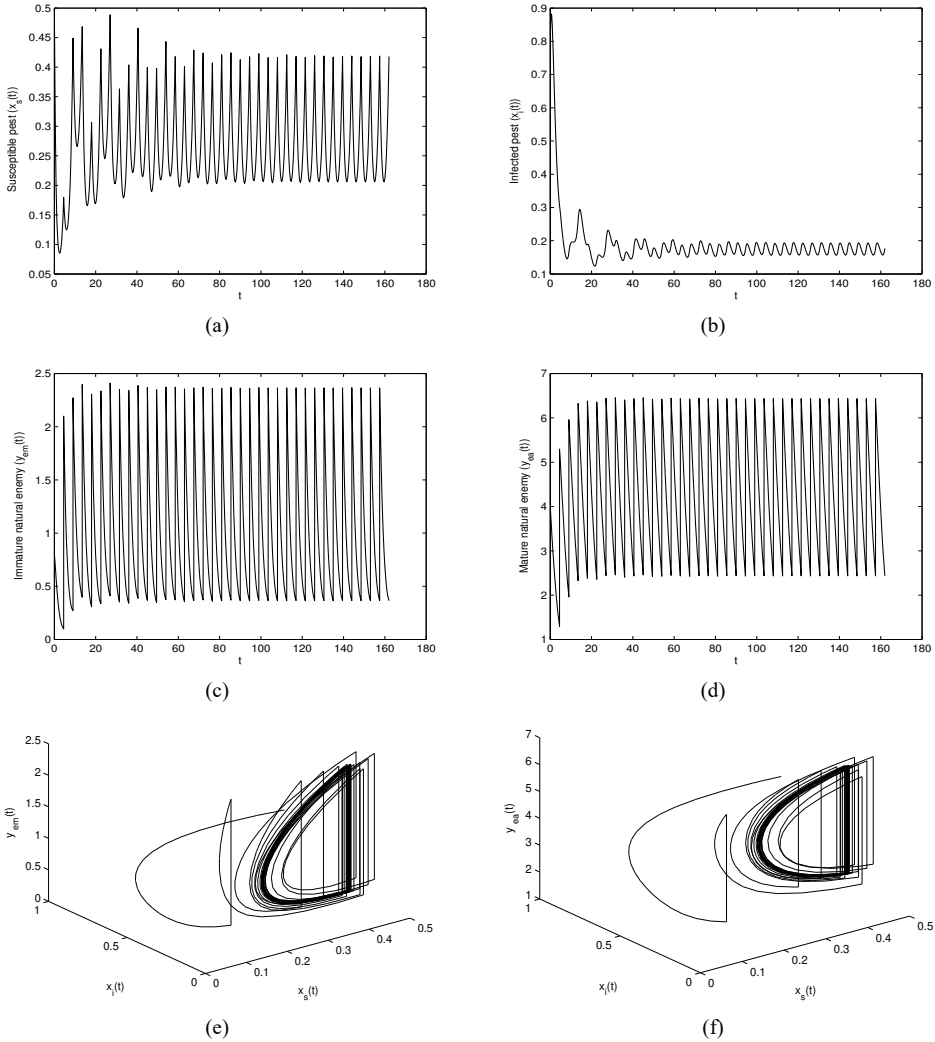 0.5
0.45
0.4
0.35
0.3
0.25
0.2
0.15
0.1
0.05
Susceptible pest (x_s(t))
0 20 40 60 80 100 120 140 160 180
t
(a)
0.9
0.8
0.7
0.6
0.5
0.4
0.3
0.2
0.1
Infected pest (x_i(t))
0 20 40 60 80 100 120 140 160 180
t
(b)
2.5
2
1.5
1
0.5
0
Immature natural enemy (y_em(t))
0 20 40 60 80 100 120 140 160 180
t
(c)
7
6
5
4
3
2
1
Mature natural enemy (y_ea(t))
0 20 40 60 80 100 120 140 160 180
t
(d)
2.5
2
1.5
1
0.5
0
y_em(t)
1
0.5
0
x_i(t)
0
0.1
0.2
0.3
0.4
0.5
x_s(t)
(e)
7
6
5
4
3
2
1
y_ea(t)
1
0.5
0
x_i(t)
0
0.1
0.2
0.3
0.4
0.5
x_s(t)
(f)